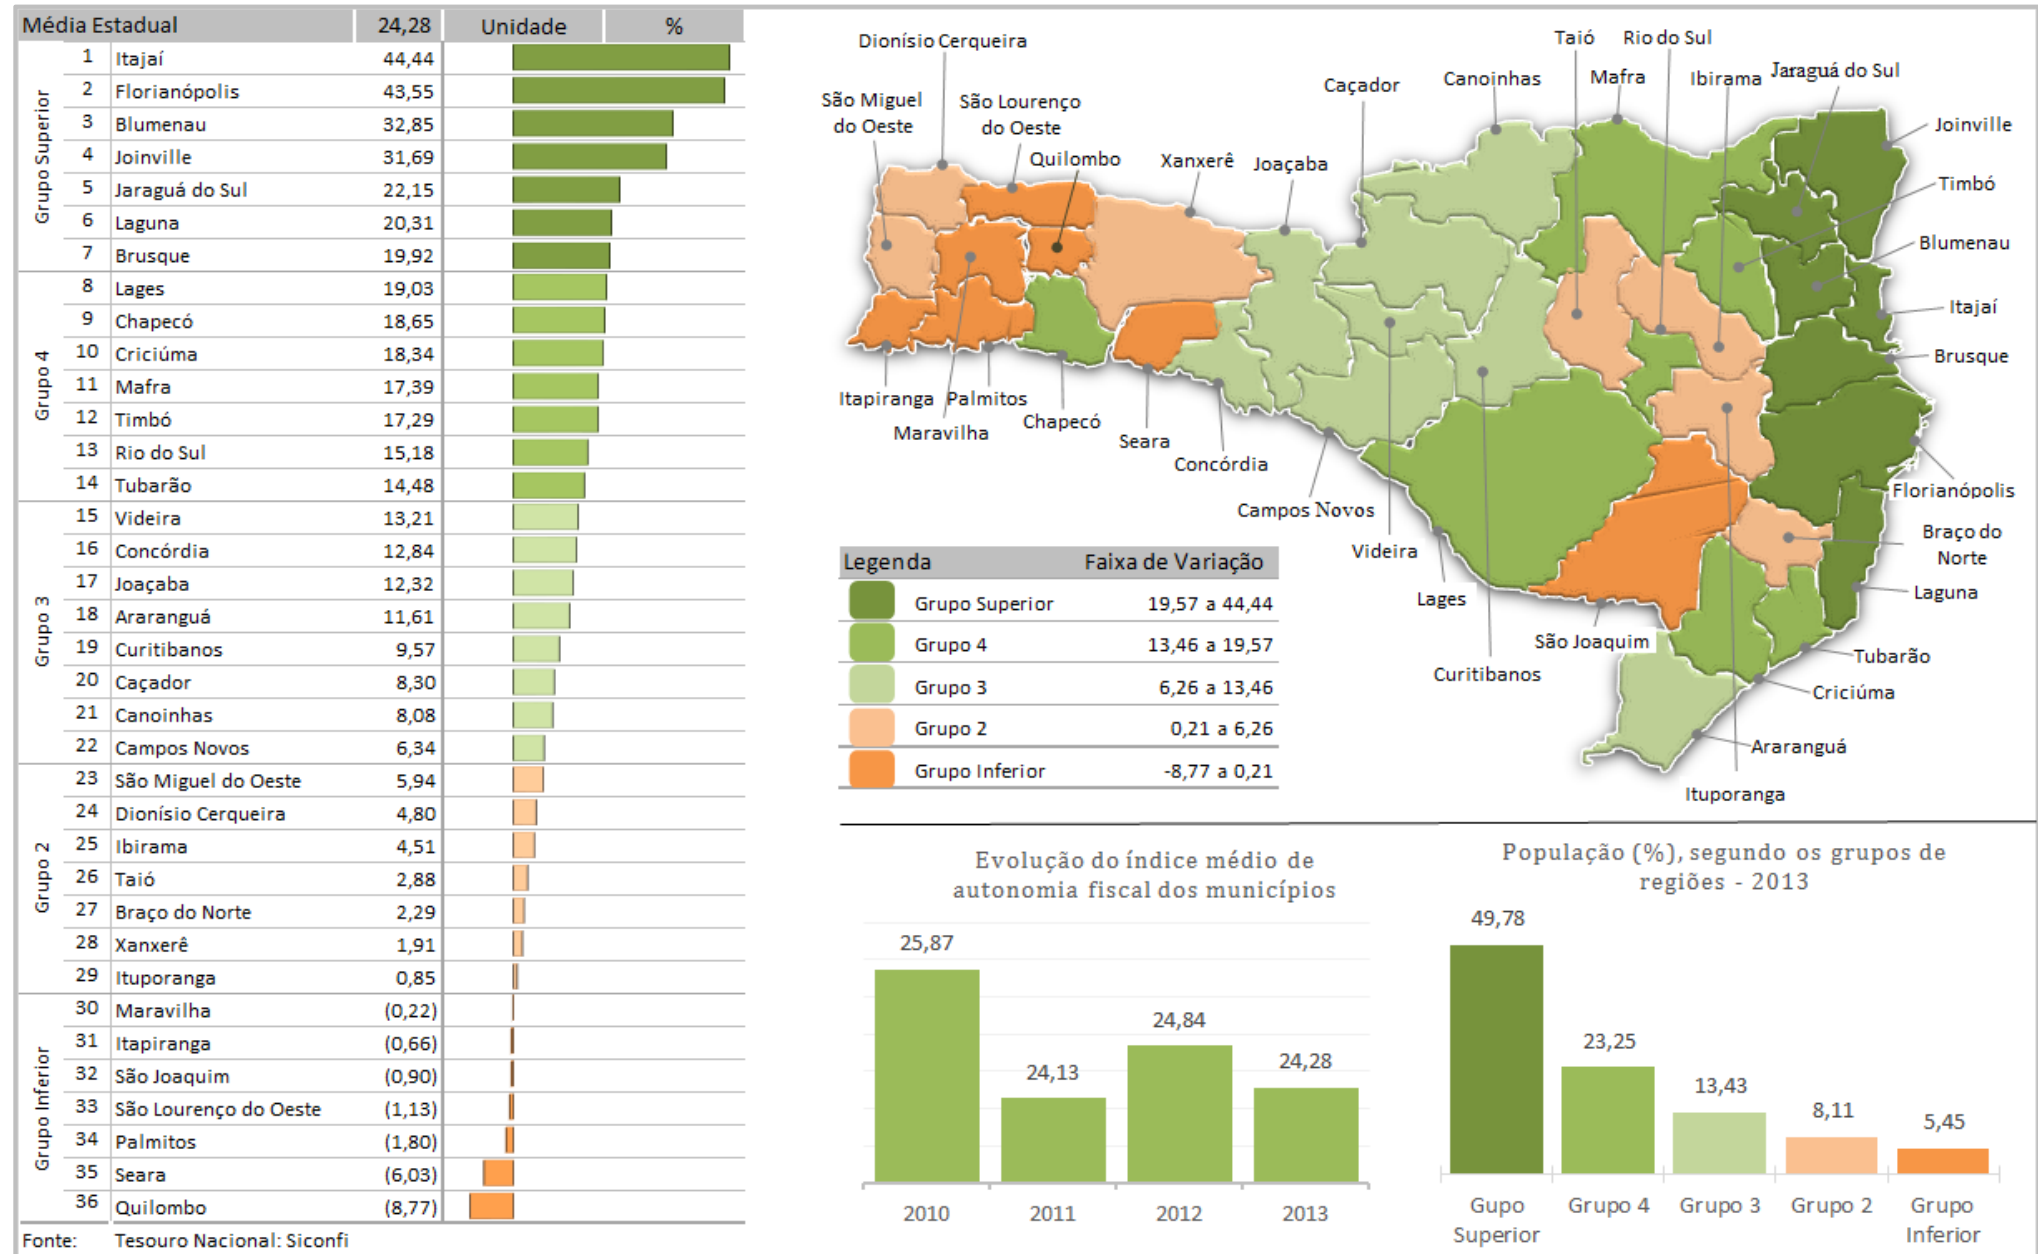 Média Estadual 24,28 Unidade %
Grupo Superior
1 Itajaí 44,44
2 Florianópolis 43,55
3 Blumenau 32,85
4 Joinville 31,69
5 Jaraguá do Sul 22,15
6 Laguna 20,31
7 Brusque 19,92
Grupo 4
8 Lages 19,03
9 Chapecó 18,65
10 Criciúma 18,34
11 Mafra 17,39
12 Timbó 17,29
13 Rio do Sul 15,18
14 Tubarão 14,48
Grupo 3
15 Videira 13,21
16 Concórdia 12,84
17 Joaçaba 12,32
18 Araranguá 11,61
19 Curitibanos 9,57
20 Caçador 8,30
21 Canoinhas 8,08
22 Campos Novos 6,34
Grupo 2
23 São Miguel do Oeste 5,94
24 Dionísio Cerqueira 4,80
25 Ibirama 4,51
26 Taió 2,88
27 Braço do Norte 2,29
28 Xanxerê 1,91
29 Ituporanga 0,85
Grupo Inferior
30 Maravilha (0,22)
31 Itapiranga (0,66)
32 São Joaquim (0,90)
33 São Lourenço do Oeste (1,13)
34 Palmitos (1,80)
35 Seara (6,03)
36 Quilombo (8,77)
Fonte: Tesouro Nacional: Siconfi
Dionísio Cerqueira
Taió
Rio do Sul
São Miguel
do Oeste
São Lourenço
do Oeste
Quilombo
Xanxerê
Joaçaba
Caçador
Canoinhas
Mafra
Ibirama
Jaraguá do Sul
Joinville
Timbó
Blumenau
Itajaí
Brusque
Florianópolis
Braço do
Norte
Laguna
Tubarão
Criciúma
Araranguá
Ituporanga
Itapiranga
Palmitos
Maravilha
Chapecó
Seara
Concórdia
Campos Novos
Videira
Lages
São Joaquim
Curitibanos
Legenda Faixa de Variação
Grupo Superior 19,57 a 44,44
Grupo 4 13,46 a 19,57
Grupo 3 6,26 a 13,46
Grupo 2 0,21 a 6,26
Grupo Inferior -8,77 a 0,21
Evolução do índice médio de
autonomia fiscal dos municípios
25,87
24,13
24,84
24,28
2010 2011 2012 2013
População (%), segundo os grupos de
regiões - 2013
49,78
23,25
13,43
8,11
5,45
Gupo
Superior
Grupo 4
Grupo 3
Grupo 2
Grupo
Inferior